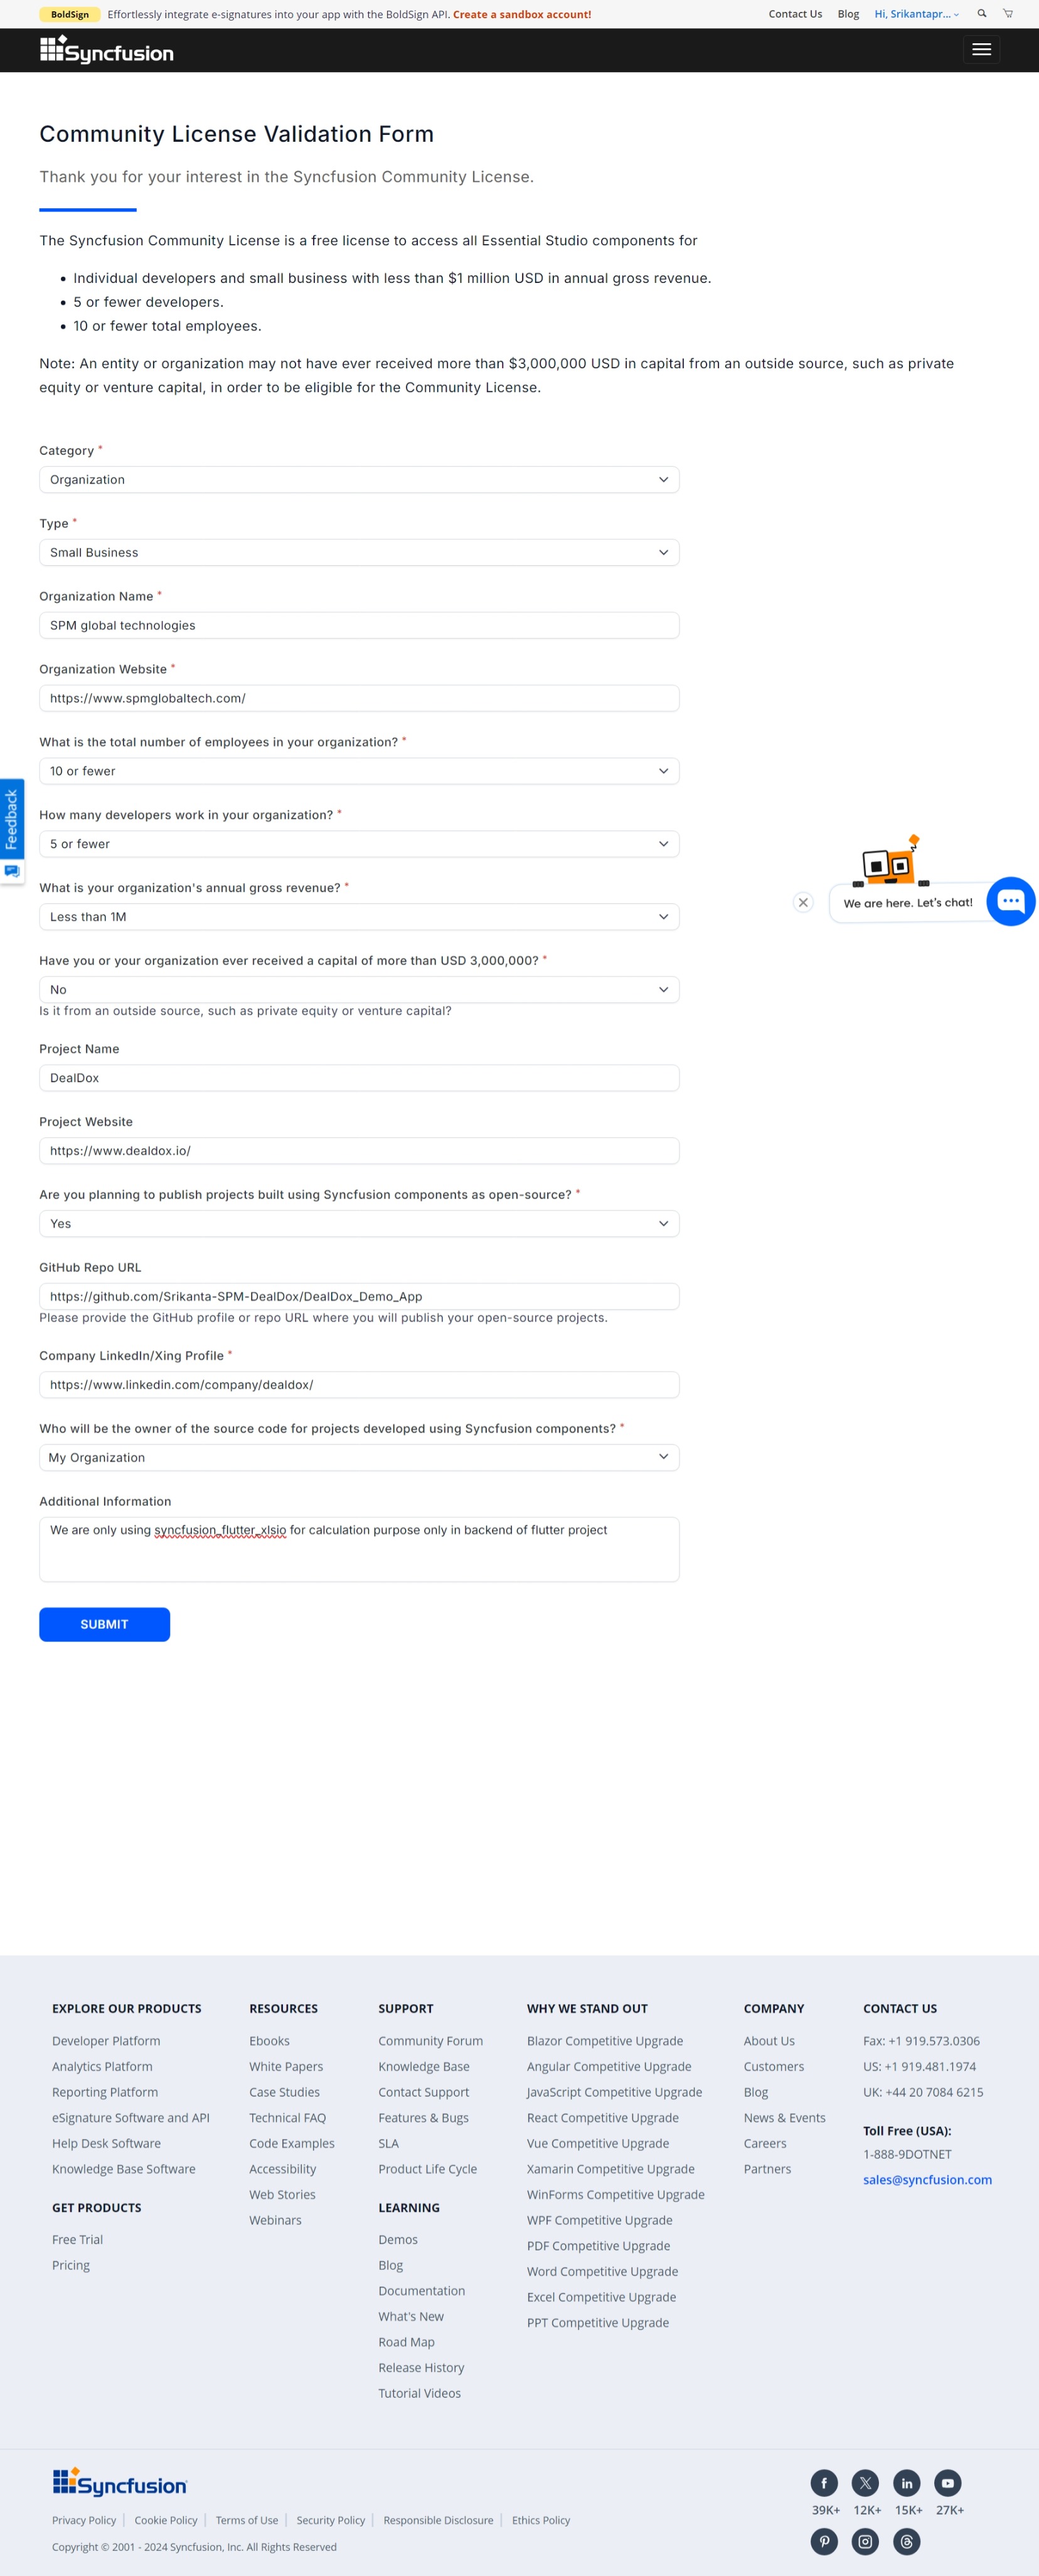 BoldSign Effortlessly integrate e-signatures into your app with the BoldSign API. Create a sandbox account! Contact Us Blog Hi, Srikantapr...
Syncfusion
Community License Validation Form
Thank you for your interest in the Syncfusion Community License.
The Syncfusion Community License is a free license to access all Essential Studio components for
• Individual developers and small business with less than $1 million USD in annual gross revenue.
• 5 or fewer developers.
• 10 or fewer total employees.
Note: An entity or organization may not have ever received more than $3,000,000 USD in capital from an outside source, such as private
equity or venture capital, in order to be eligible for the Community License.
Category *
Organization
Type *
Small Business
Organization Name *
SPM global technologies
Organization Website *
https://www.spmglobaltech.com/
What is the total number of employees in your organization? *
10 or fewer
How many developers work in your organization? *
5 or fewer
What is your organization's annual gross revenue? *
Less than 1M
Have you or your organization ever received a capital of more than USD 3,000,000? *
No
Is it from an outside source, such as private equity or venture capital?
Project Name
DealDox
Project Website
https://www.dealdox.io/
Are you planning to publish projects built using Syncfusion components as open-source? *
Yes
GitHub Repo URL
https://github.com/Srikanta-SPM-DealDox/DealDox_Demo_App
Please provide the GitHub profile or repo URL where you will publish your open-source projects.
Company LinkedIn/Xing Profile *
https://www.linkedin.com/company/dealdox/
Who will be the owner of the source code for projects developed using Syncfusion components? *
My Organization
Additional Information
We are only using syncfusion_flutter_xlsio for calculation purpose only in backend of flutter project
SUBMIT
Feedback
We are here. Let's chat!
EXPLORE OUR PRODUCTS
Developer Platform
Analytics Platform
Reporting Platform
eSignature Software and API
Help Desk Software
Knowledge Base Software
GET PRODUCTS
Free Trial
Pricing
RESOURCES
Ebooks
White Papers
Case Studies
Technical FAQ
Code Examples
Accessibility
Web Stories
Webinars
SUPPORT
Community Forum
Knowledge Base
Contact Support
Features & Bugs
SLA
Product Life Cycle
LEARNING
Demos
Blog
Documentation
What's New
Road Map
Release History
Tutorial Videos
WHY WE STAND OUT
Blazor Competitive Upgrade
Angular Competitive Upgrade
JavaScript Competitive Upgrade
React Competitive Upgrade
Vue Competitive Upgrade
Xamarin Competitive Upgrade
WinForms Competitive Upgrade
WPF Competitive Upgrade
PDF Competitive Upgrade
Word Competitive Upgrade
Excel Competitive Upgrade
PPT Competitive Upgrade
COMPANY
About Us
Customers
Blog
News & Events
Careers
Partners
CONTACT US
Fax: +1 919.573.0306
US: +1 919.481.1974
UK: +44 20 7084 6215
Toll Free (USA):
1-888-9DOTNET
sales@syncfusion.com
Syncfusion
Privacy Policy | Cookie Policy | Terms of Use | Security Policy | Responsible Disclosure | Ethics Policy
Copyright © 2001 - 2024 Syncfusion, Inc. All Rights Reserved
39K+ 12K+ 15K+ 27K+